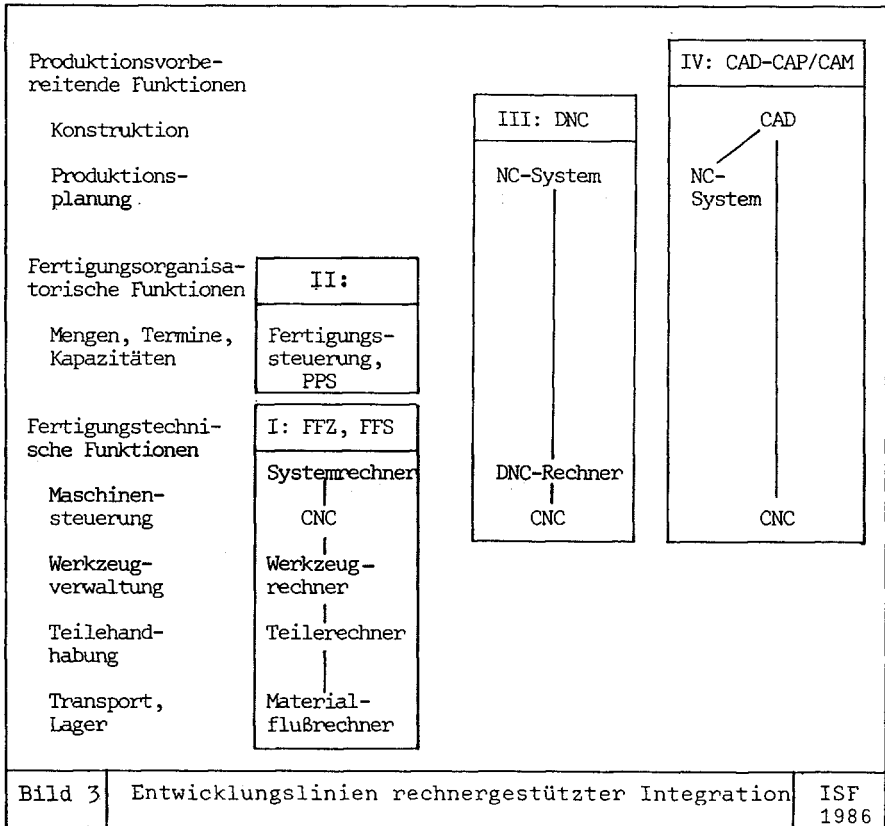 Produktionsvorbe-
reitende Funktionen
Konstruktion
Produktions-
planung
Fertigungsorganisa-
torische Funktionen
Mengen, Termine,
Kapazitäten
Fertigungstechni-
sche Funktionen
Maschinen-
steuerung
Werkzeug-
verwaltung
Teilehand-
habung
Transport,
Lager
II:
Fertigungs-
steuerung,
PPS
I: FFZ, FFS
Systemrechner
CNC
Werkzeug-
rechner
Teilerechner
Material-
flußrechner
III: DNC
NC-System
DNC-Rechner
CNC
IV: CAD-CAP/CAM
CAD
NC-
System
CNC
Bild 3
Entwicklungslinien rechnergestützter Integration
ISF
1986